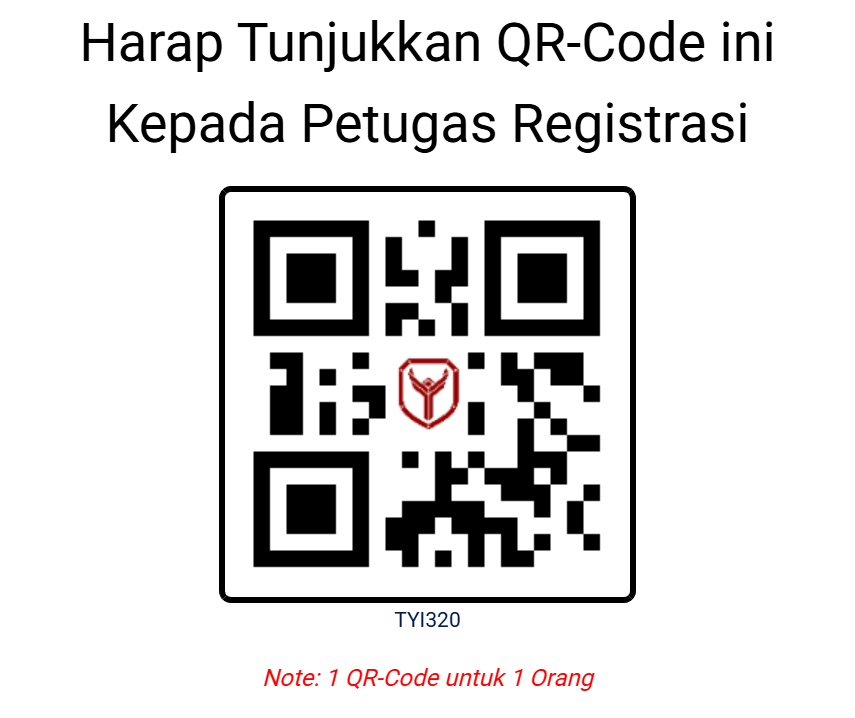 Harap Tunjukkan QR-Code ini
Kepada Petugas Registrasi
TYI320
Note: 1 QR-Code untuk 1 Orang